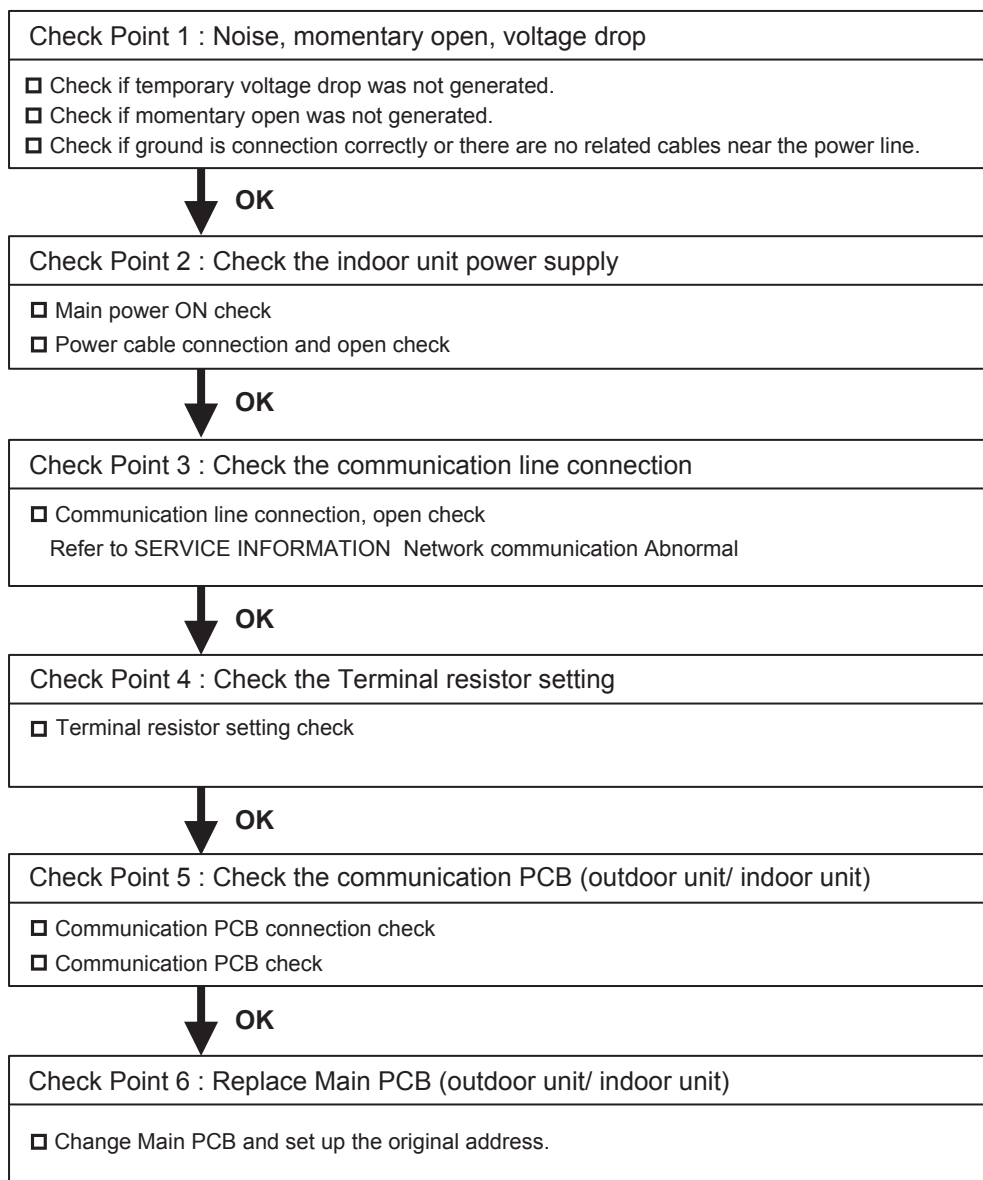 Check Point 1 : Noise, momentary open, voltage drop
Check if temporary voltage drop was not generated.
Check if momentary open was not generated.
Check if ground is connection correctly or there are no related cables near the power line.
OK
Check Point 2 : Check the indoor unit power supply
Main power ON check
Power cable connection and open check
OK
Check Point 3 : Check the communication line connection
Communication line connection, open check
Refer to SERVICE INFORMATION  Network communication Abnormal
OK
Check Point 4 : Check the Terminal resistor setting
Terminal resistor setting check
OK
Check Point 5 : Check the communication PCB (outdoor unit/ indoor unit)
Communication PCB connection check
Communication PCB check
OK
Check Point 6 : Replace Main PCB (outdoor unit/ indoor unit)
Change Main PCB and set up the original address.